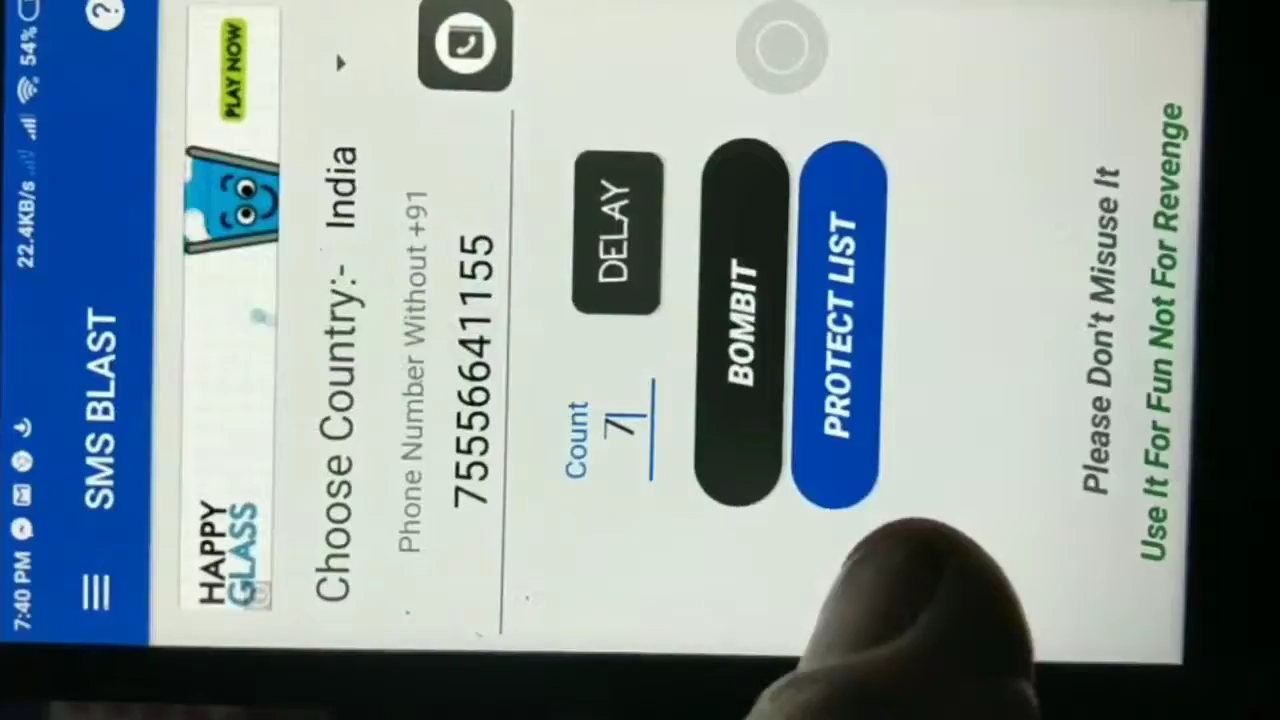 7:40 PM 22.4KB/s 54%
SMS BLAST ?
HAPPY
GLASS
PLAY NOW
Choose Country:- India
Phone Number Without +91
7555641155
Count
7
DELAY
BOMBIT
PROTECT LIST
Please Don't Misuse It
Use It For Fun Not For Revenge